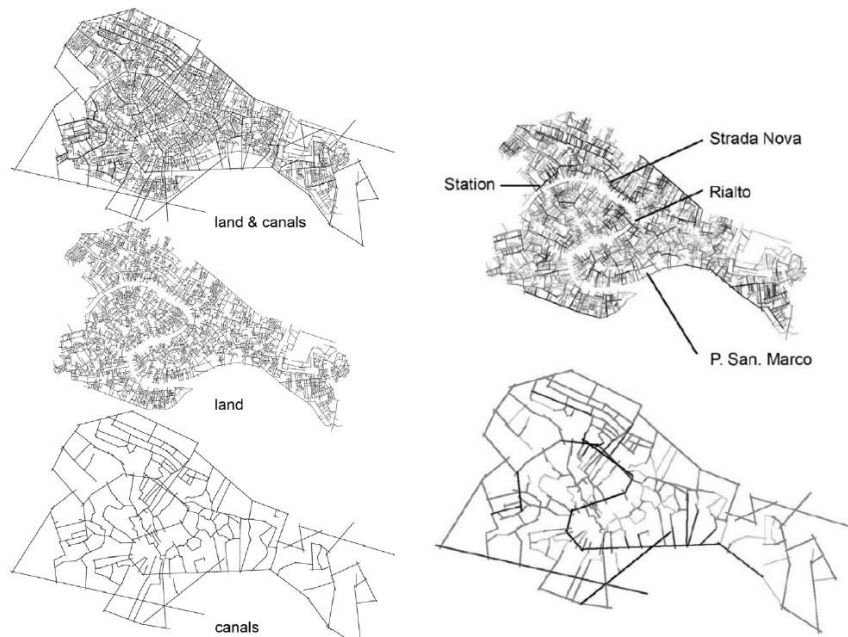 land & canals
land
canals
Strada Nova
Station
Rialto
P. San. Marco